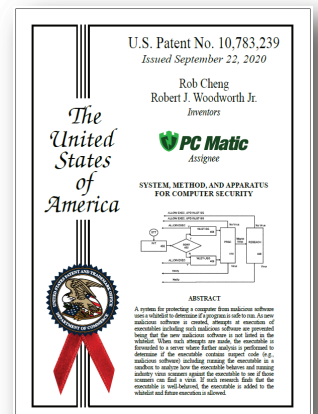 U.S. Patent No. 10,783,239
Issued September 22, 2020
Rob Cheng
Robert J. Woodworth Jr.
Inventors
PC Matic
Assignee
The
United
States
of
America
SYSTEM, METHOD, AND APPARATUS
FOR COMPUTER SECURITY
ABSTRACT
A system for protecting a computer from malicious software
uses a whitelist to determine if a program is safe to run. As new
malicious software is created, attempts at execution of
executables including such malicious software are prevented
being that the new malicious software is not listed in the
whitelist. When such attempts are made, the executable is
forwarded to a server where further analysis is performed to
determine if the executable contains suspect code (e.g.,
malicious software) including running the executable in a
sandbox to analyze how the executable behaves and running
industry virus scanners against the executable to see if those
scanners can find a virus. If such research finds that the
executable is well-behaved, the executable is added to the
whitelist and future execution is allowed.